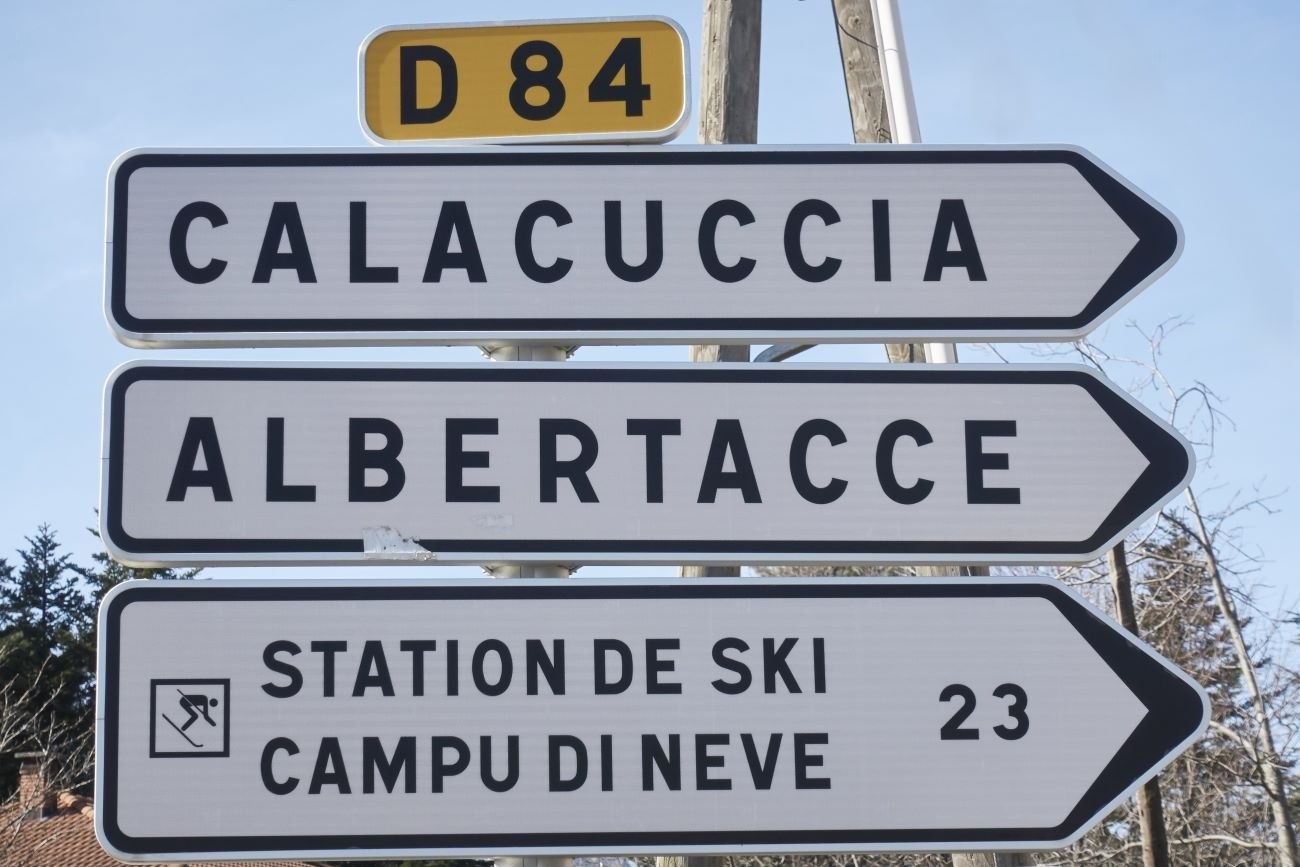 D 84
CALACUCCIA
ALBERTACCE
STATION DE SKI
CAMPU DI NEVE
23